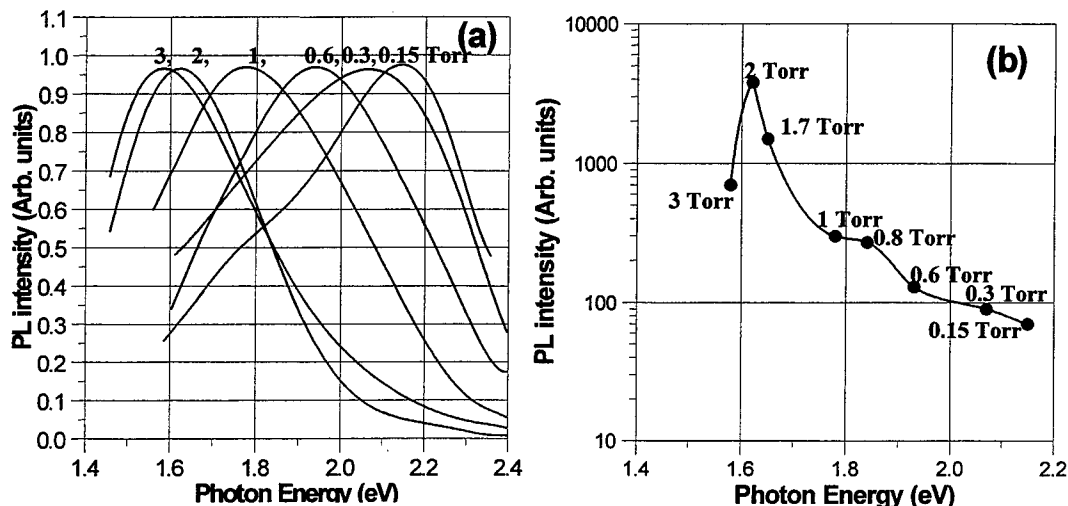 (a)
3, 2, 1, 0.6,0.3,0.15 Torr
1.1
1.0
0.9
0.8
0.7
0.6
0.5
0.4
0.3
0.2
0.1
0.0
PL intensity (Arb. units)
1.4 1.6 1.8 2.0 2.2 2.4
Photon Energy (eV)
(b)
10000
1000
100
10
PL intensity (Arb. units)
2 Torr
1.7 Torr
3 Torr
1 Torr
0.8 Torr
0.6 Torr
0.3 Torr
0.15 Torr
1.4 1.6 1.8 2.0 2.2
Photon Energy (eV)